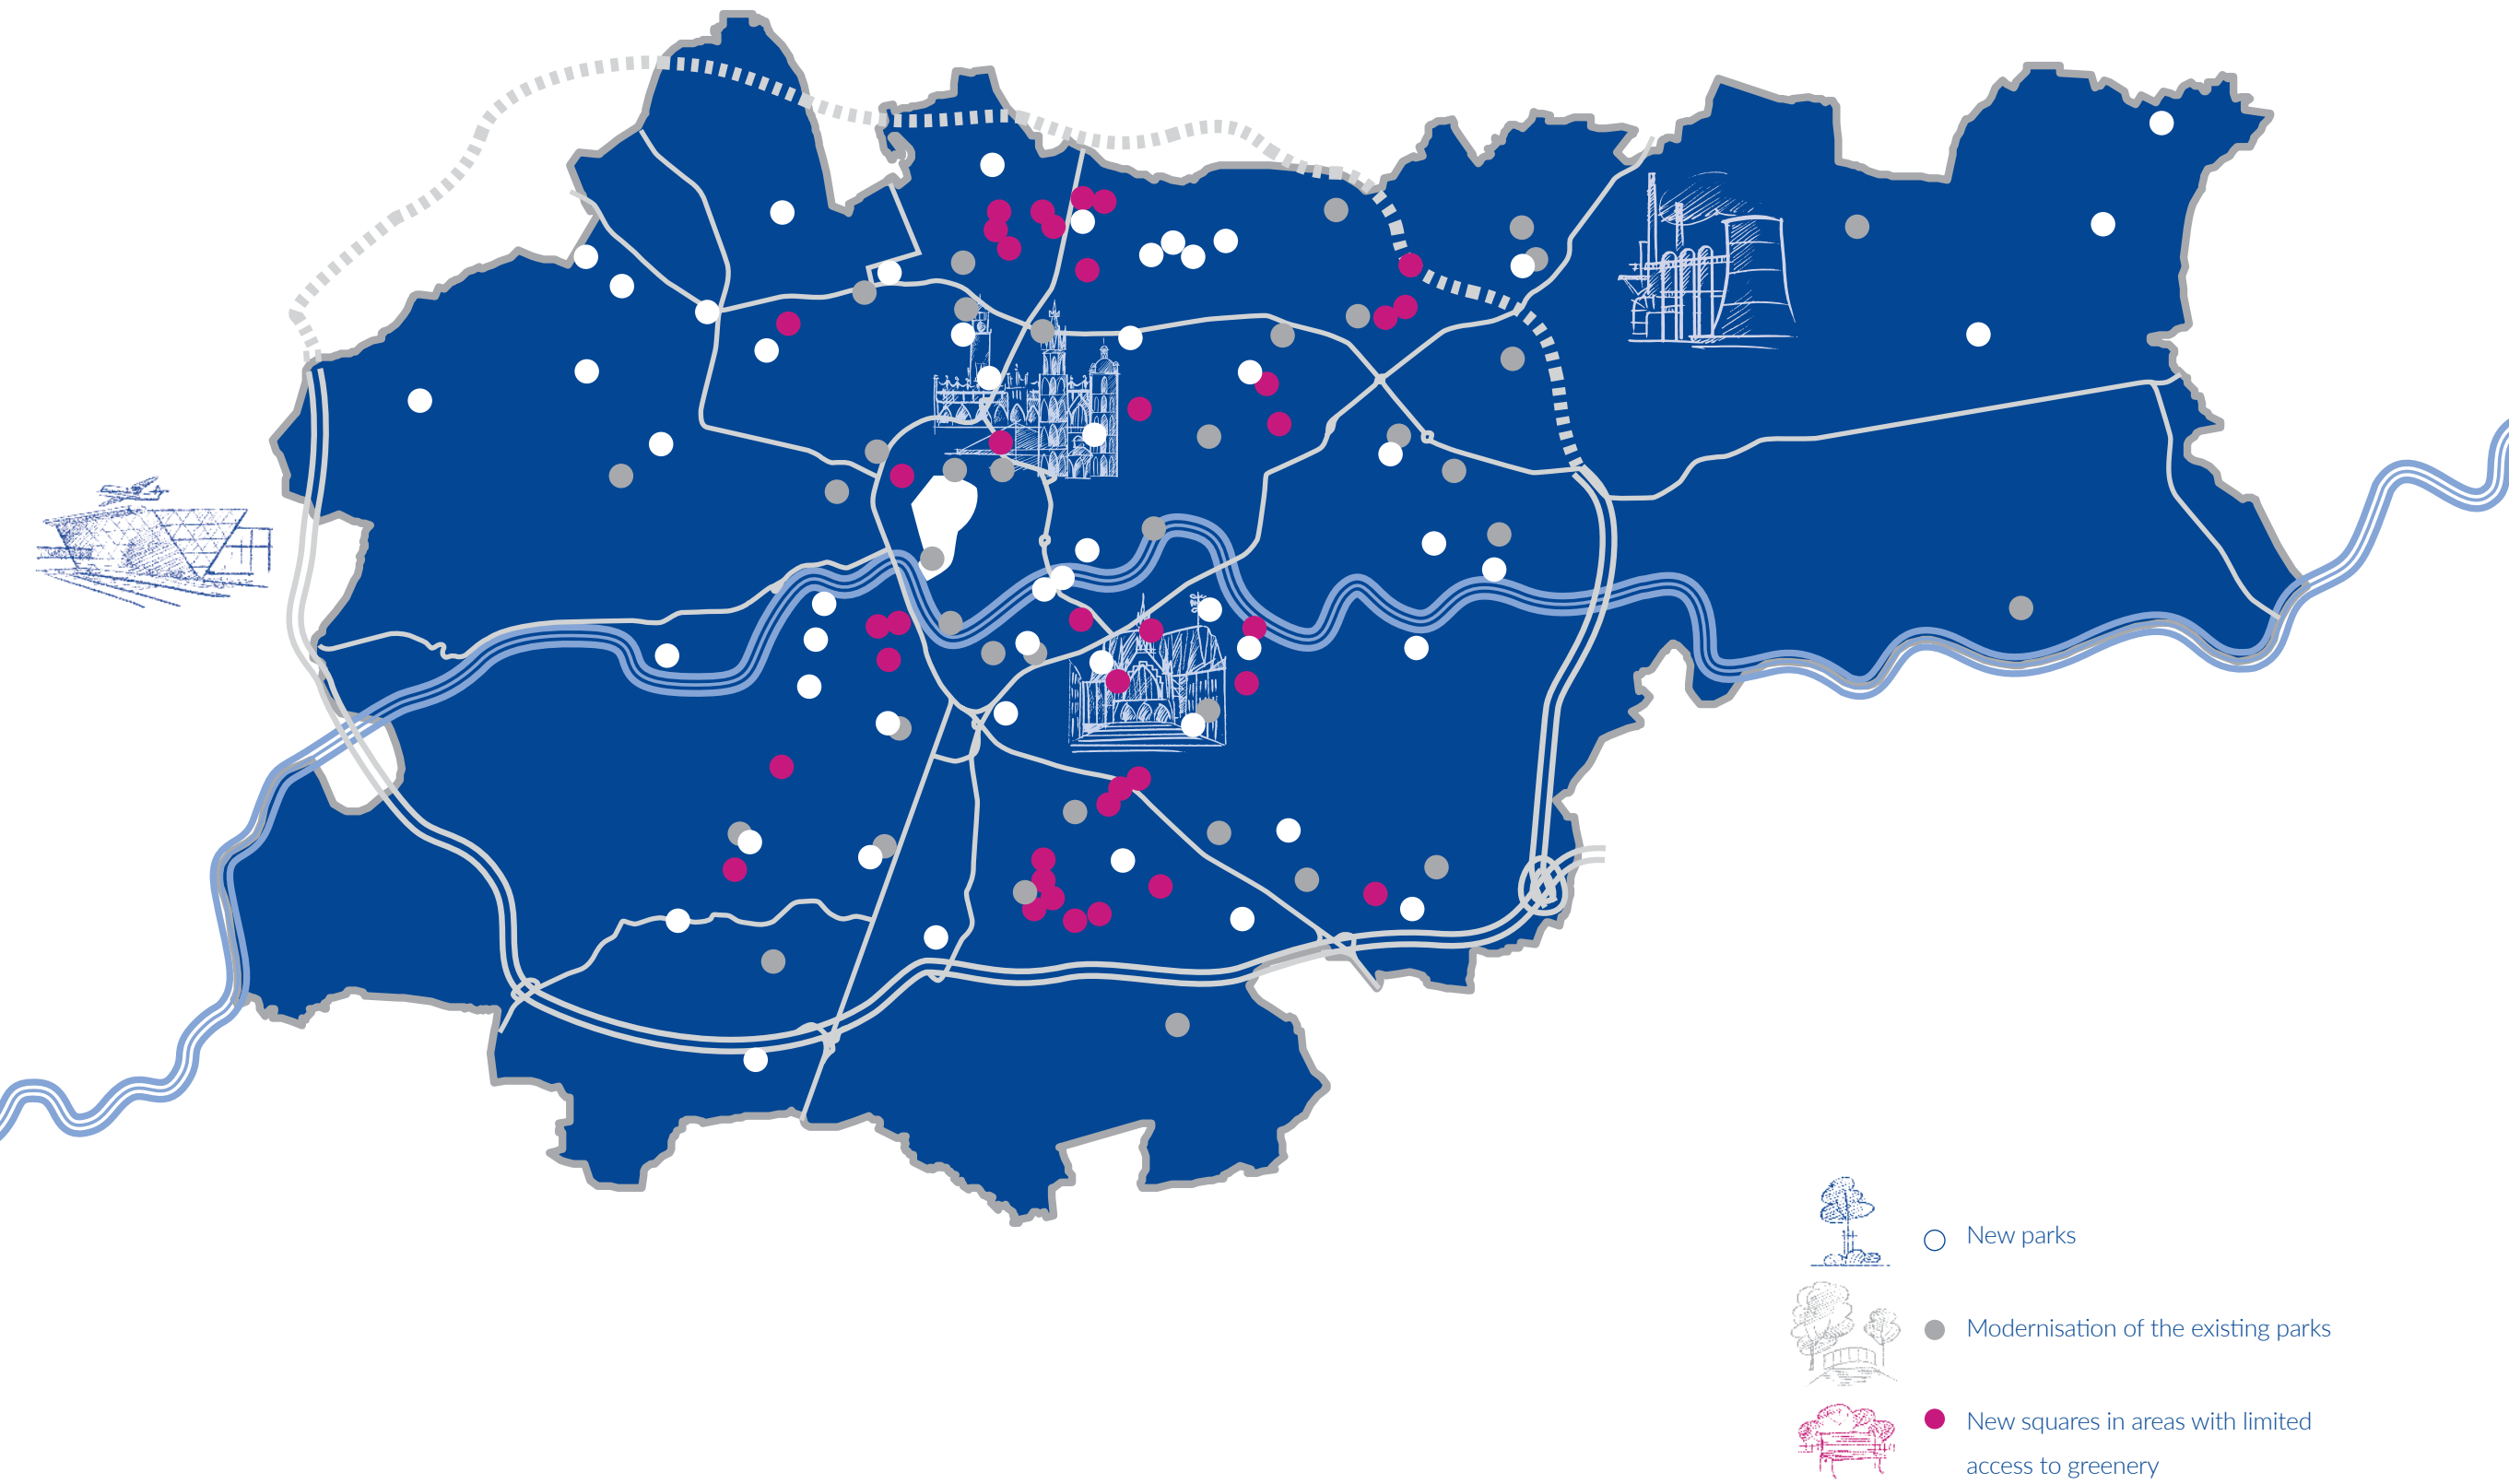 New parks
Modernisation of the existing parks
New squares in areas with limited
access to greenery